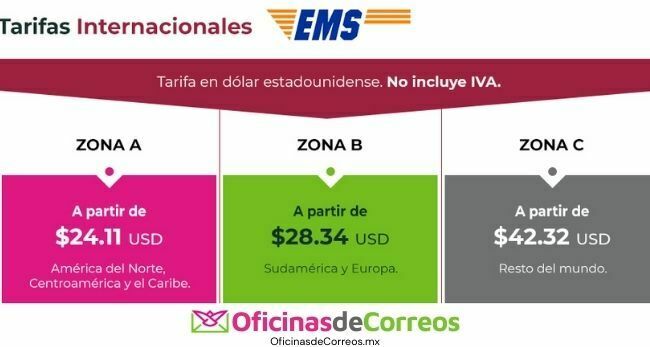 Tarifas Internacionales EMS
Tarifa en dólar estadounidense. No incluye IVA.
ZONA A
A partir de
$24.11 USD
América del Norte,
Centroamérica y el Caribe.
ZONA B
A partir de
$28.34 USD
Sudamérica y Europa.
ZONA C
A partir de
$42.32 USD
Resto del mundo.
OficinasdeCorreos
OficinasDeCorreos.mx